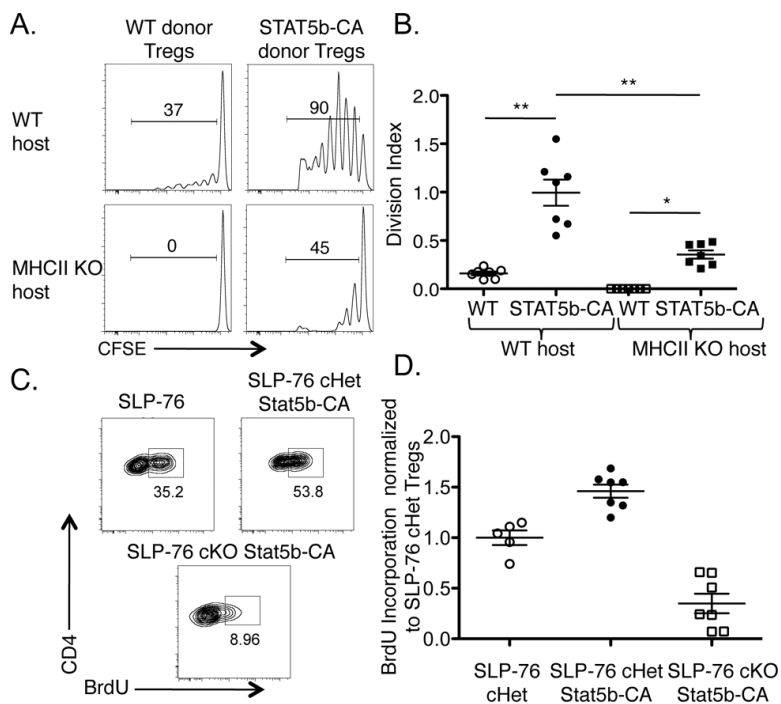 A.
WT donor
Tregs
STAT5b-CA
donor Tregs
WT
host
37
90
MHCII KO
host
0
45
CFSE
B.
Division Index
2.0
1.5
1.0
0.5
0.0
**
**
*
WT STAT5b-CA WT STAT5b-CA
WT host MHCII KO host
C.
SLP-76
SLP-76 cHet
Stat5b-CA
35.2
53.8
SLP-76 cKO Stat5b-CA
8.96
CD4
BrdU
D.
BrdU Incorporation normalized
to SLP-76 cHet Tregs
2.0
1.5
1.0
0.5
0.0
SLP-76 SLP-76 cHet SLP-76 cKO
cHet Stat5b-CA Stat5b-CA